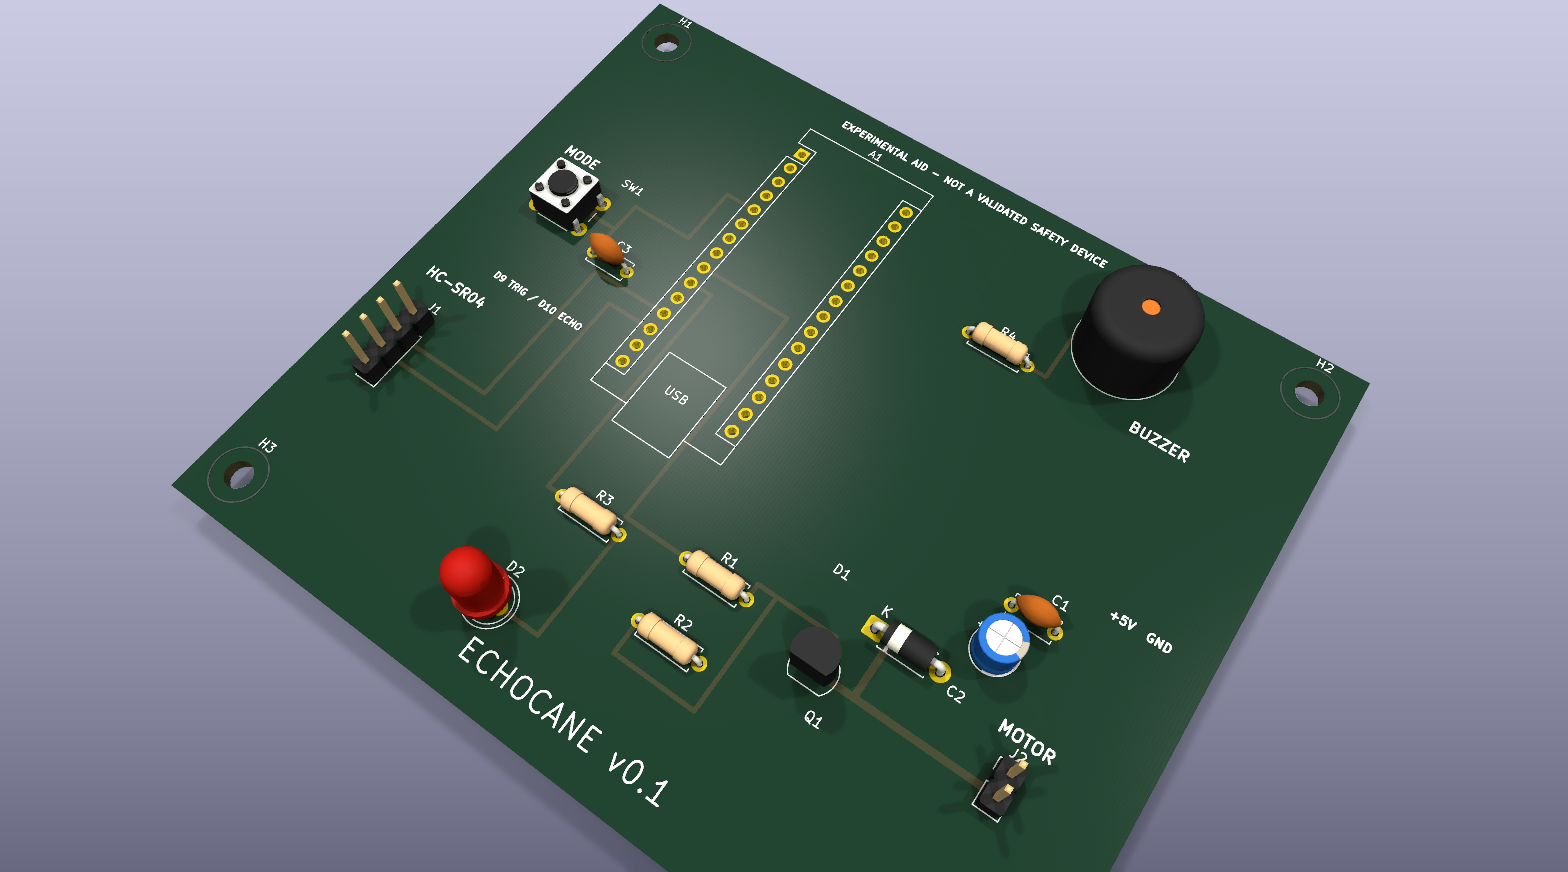 H1
EXPERIMENTAL AID - NOT A VALIDATED SAFETY DEVICE
A1
MODE
SW1
C3
HC-SR04
D9 TRIG / D10 ECHO
J1
R4
H2
BUZZER
USB
H3
R3
D2
R1
D1
R2
K
C1
+5V GND
C2
Q1
ECHOCANE v0.1
MOTOR
J2